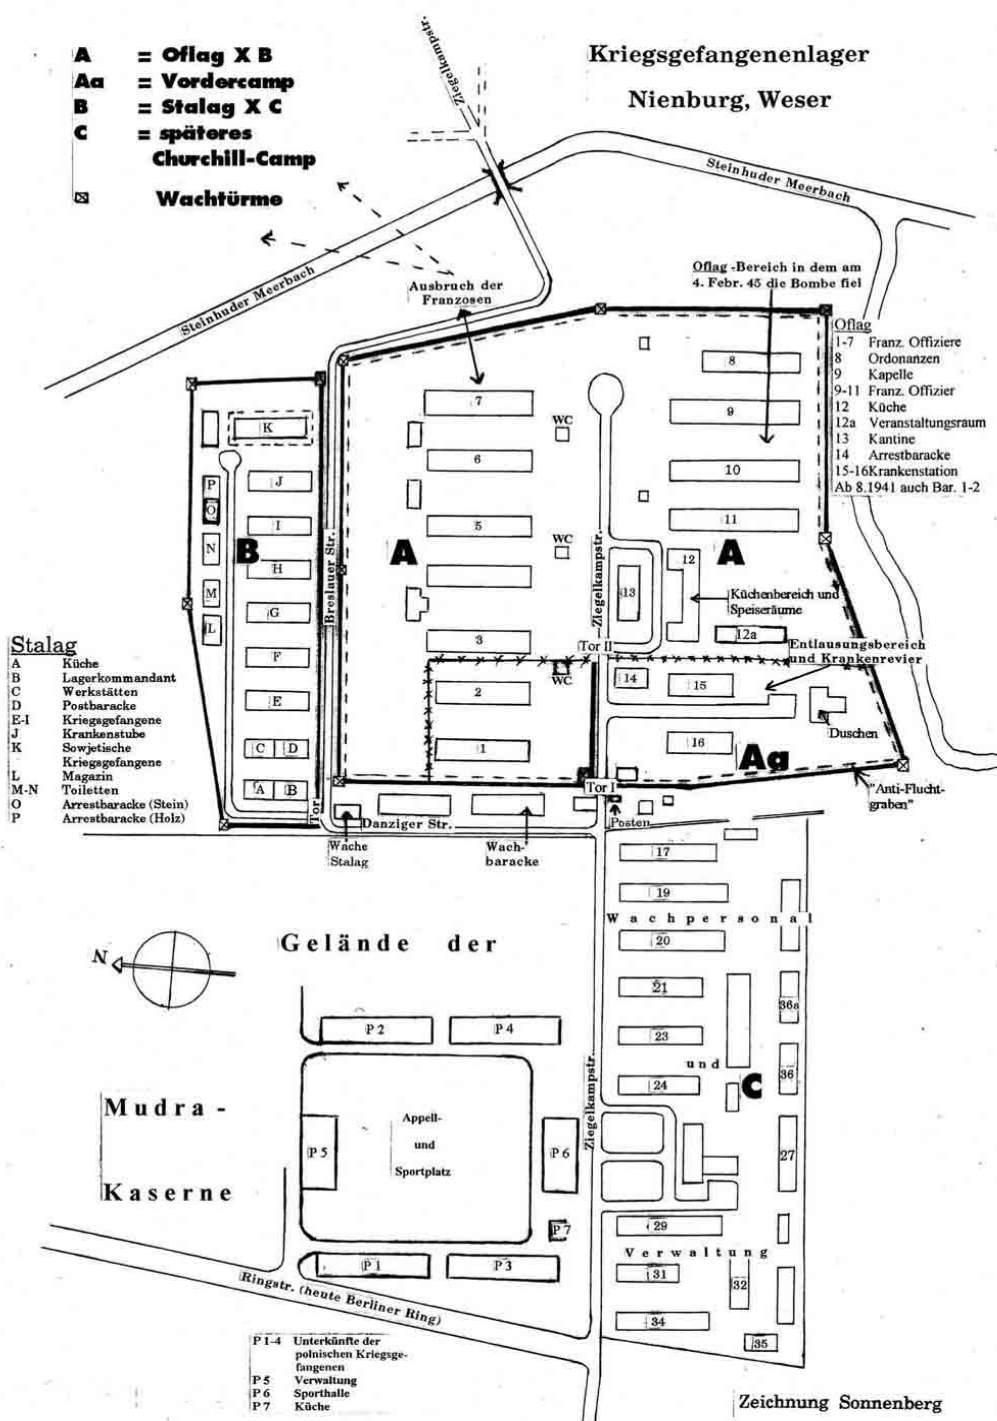 A = Oflag X B
Aa = Vordercamp
B = Stalag X C
C = späteres
Churchill-Camp
Wachtürme
Kriegsgefangenenlager
Nienburg, Weser
Ziegelkampstr.
Steinhuder Meerbach
Steinhuder Meerbach
Ausbruch der
Franzosen
Oflag -Bereich in dem am
4. Febr. 45 die Bombe fiel
Oflag
1-7 Franz. Offiziere
8 Ordonanzen
9 Kapelle
9-11 Franz. Offizier
12 Küche
12a Veranstaltungsraum
13 Kantine
14 Arrestbaracke
15-16 Krankenstation
Ab 8.1941 auch Bar. 1-2
K
P
O
N
M
L
J
I
H
G
F
E
C D
A B
B
Tor
Breslauer Str.
7
6
5
3
2
1
A
WC
WC
WC
8
9
10
11
A
12
13
12a
Ziegelkampstr.
Küchenbereich und
Speiseräume
Tor II
Entlausungsbereich
und Krankenrevier
14
15
16
Aa
Duschen
"Anti-Flucht-
graben"
Tor I
Posten
Stalag
A Küche
B Lagerkommandant
C Werkstätten
D Postbaracke
E-I Kriegsgefangene
J Krankenstube
K Sowjetische
Kriegsgefangene
L Magazin
M-N Toiletten
O Arrestbaracke (Stein)
P Arrestbaracke (Holz)
Danziger Str.
Wache
Stalag
Wach-
baracke
17
19
Wachpersonal
20
21
23
und
24
C
36a
36
27
29
Verwaltung
31
32
34
35
Ziegelkampstr.
N
Gelände der
Mudra-
Kaserne
P 2
P 4
P 5
Appell-
und
Sportplatz
P 6
P 7
P 1
P 3
Ringstr. (heute Berliner Ring)
P 1-4 Unterkünfte der
polnischen Kriegsge-
fangenen
P 5 Verwaltung
P 6 Sporthalle
P 7 Küche
Zeichnung Sonnenberg